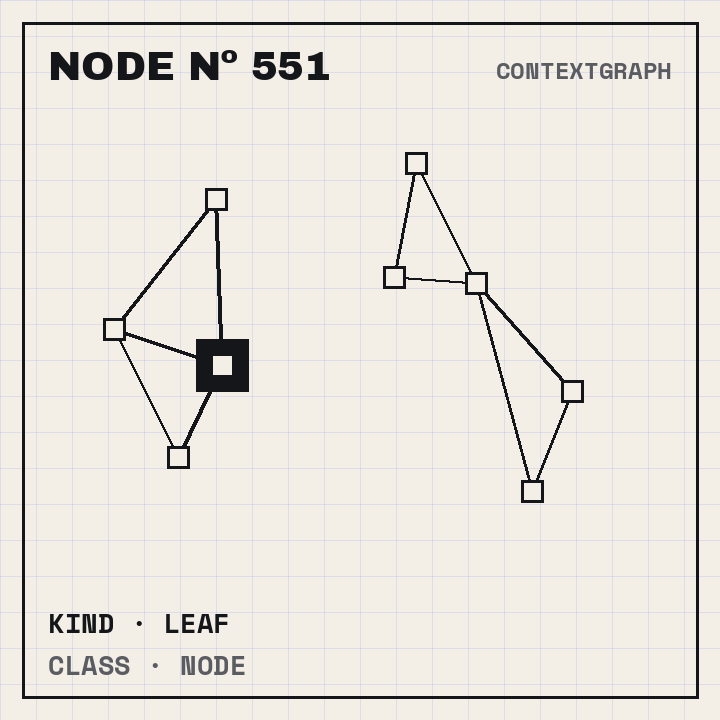 NODE Nº 551
CONTEXTGRAPH
KIND · LEAF
CLASS · NODE